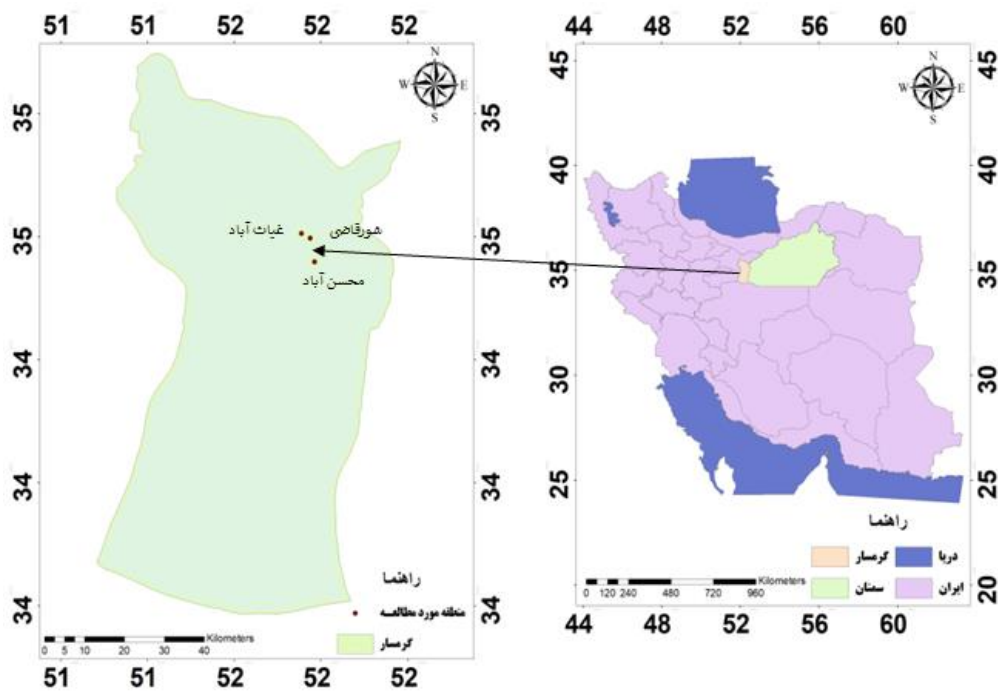 51 51 52 52 52
35
35
34
34
34
35
35
34
34
34
51 51 52 52 52
N
W E
S
غیاث آباد
شورقاضی
محسن آباد
راهنما
منطقه مورد مطالعه
گرمسار
Kilometers
0 5 10 20 30 40
44 48 52 56 60
45
40
35
30
25
20
45
40
35
30
25
20
44 48 52 56 60
N
W E
S
راهنما
دریا
گرمسار
ایران
سمنان
Kilometers
0 120 240 480 720 960